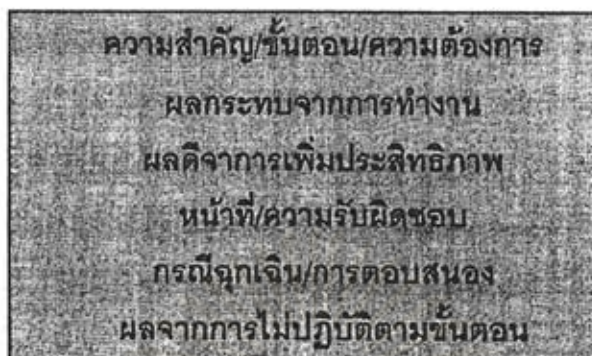 ความสำคัญ/ขั้นตอน/ความต้องการ
ผลกระทบจากการทำงาน
ผลดีจาการเพิ่มประสิทธิภาพ
หน้าที่/ความรับผิดชอบ
กรณีฉุกเฉิน/การตอบสนอง
ผลจากการไม่ปฏิบัติตามขั้นตอน